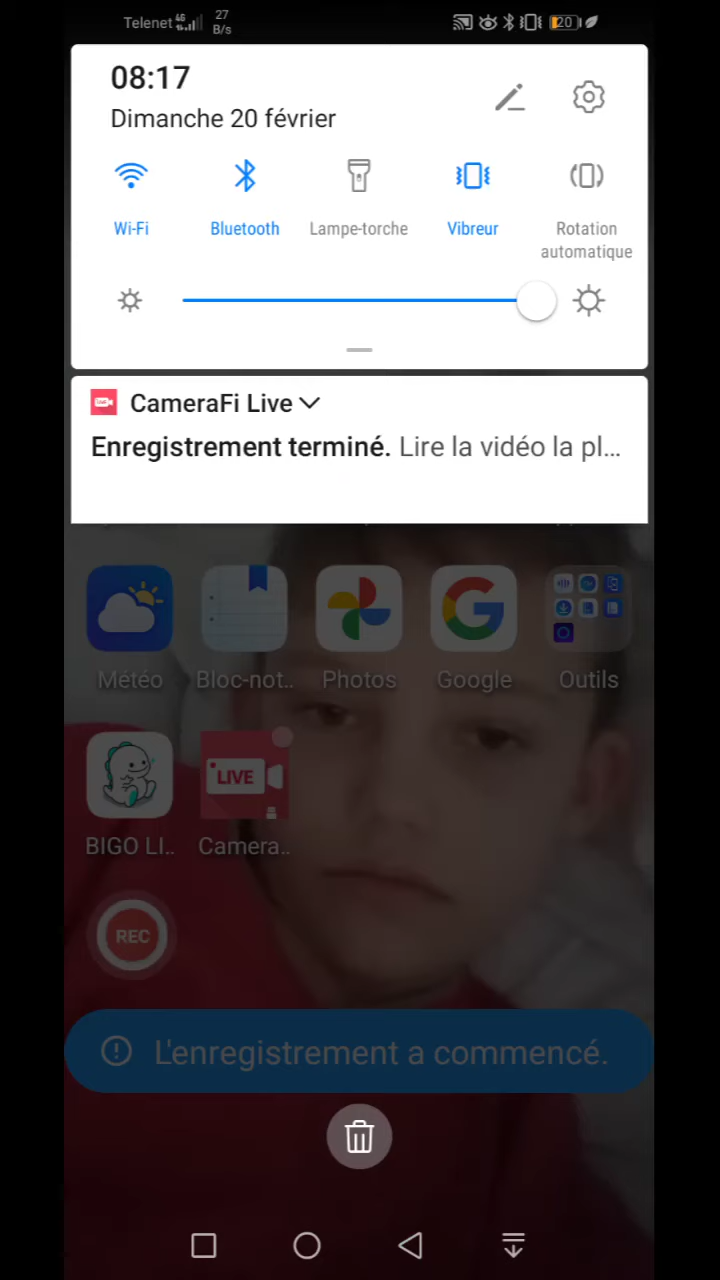 Telenet 4G 27 B/s 20
08:17
Dimanche 20 février
Wi-Fi Bluetooth Lampe-torche Vibreur Rotation automatique
CameraFi Live
Enregistrement terminé. Lire la vidéo la pl...
Météo Bloc-not.. Photos Google Outils
LIVE
BIGO LI.. Camera..
REC
L'enregistrement a commencé.